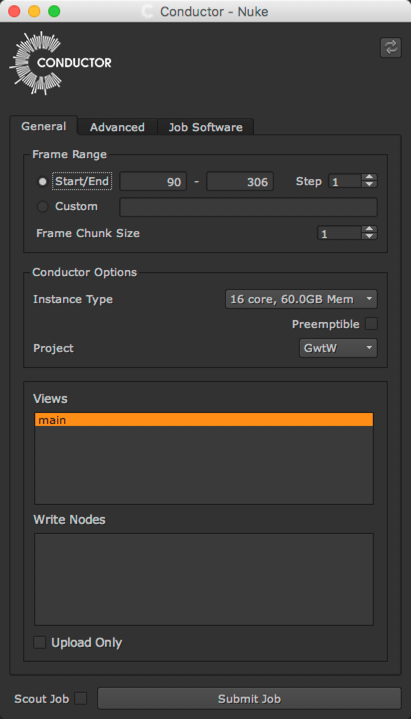 Conductor - Nuke
CONDUCTOR
General Advanced Job Software
Frame Range
Start/End 90 - 306 Step 1
Custom
Frame Chunk Size 1
Conductor Options
Instance Type 16 core, 60.0GB Mem
Preemptible
Project GwtW
Views
main
Write Nodes
Upload Only
Scout Job Submit Job